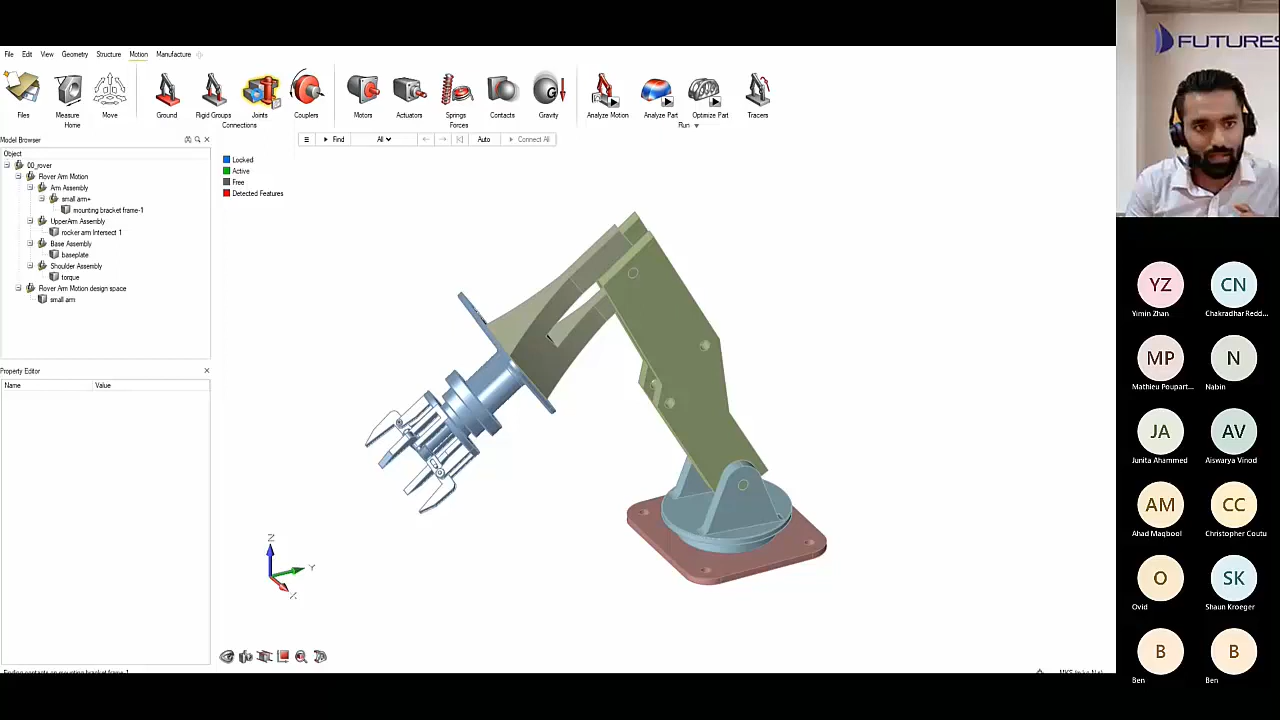 FUTURES
File Edit View Geometry Structure Motion Manufacture
Files Measure Move Ground Rigid Groups Joints Couplers Motors Actuators Springs Contacts Gravity Analyze Motion Analyze Part Optimize Part Tracers
Home Connections Forces Run
Model Browser
Find All Auto Connect All
Object
00_rover
Rover Arm Motion
Arm Assembly
small arm+
mounting bracket frame-1
UpperArm Assembly
rocker arm Intersect 1
Base Assembly
baseplate
Shoulder Assembly
torque
Rover Arm Motion design space
small arm
Locked
Active
Free
Detected Features
Property Editor
Name Value
Z
Y
X
YZ CN
Yimin Zhan Chakradhar Redd...
MP N
Mathieu Poupart... Nabin
JA AV
Junita Ahammed Aiswarya Vinod
AM CC
Ahad Maqbool Christopher Coutu
O SK
Ovid Shaun Kroeger
B B
Ben Ben